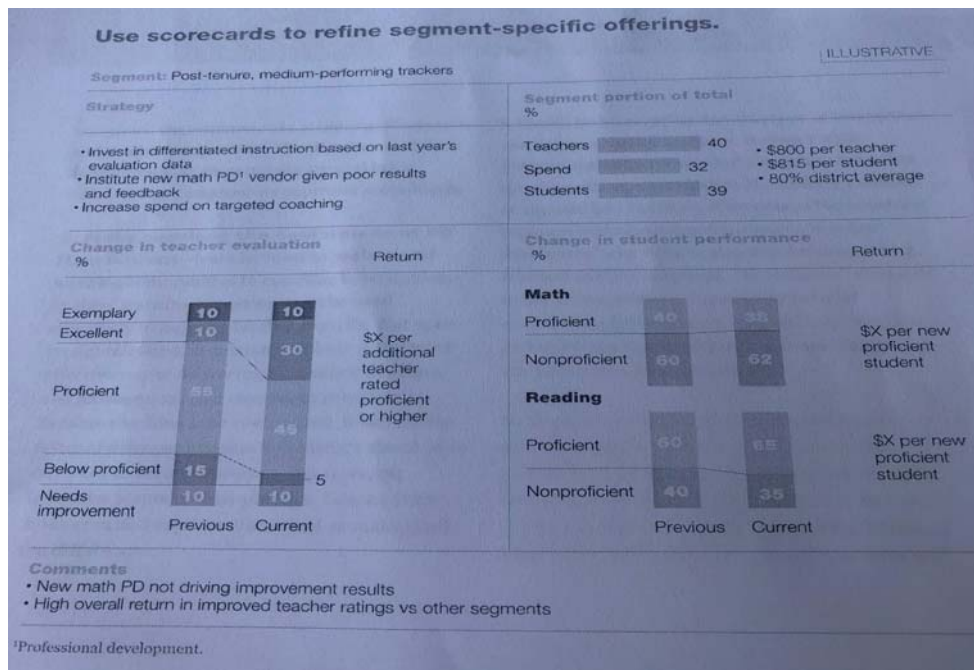 Use scorecards to refine segment-specific offerings.
ILLUSTRATIVE
Segment: Post-tenure, medium-performing trackers
Strategy
• Invest in differentiated instruction based on last year's
evaluation data
• Institute new math PD¹ vendor given poor results
and feedback
• Increase spend on targeted coaching
Segment portion of total
%
Teachers 40
Spend 32
Students 39
• $800 per teacher
• $815 per student
• 80% district average
Change in teacher evaluation
%
Return
Exemplary 10 10
Excellent 10 30
Proficient 55 45
Below proficient 15 5
Needs
improvement 10 10
Previous Current
$X per
additional
teacher
rated
proficient
or higher
Change in student performance
%
Return
Math
Proficient 40
Nonproficient 60 62
$X per new
proficient
student
Reading
Proficient 60 65
Nonproficient 40 35
$X per new
proficient
student
Previous Current
Comments
• New math PD not driving improvement results
• High overall return in improved teacher ratings vs other segments
¹Professional development.